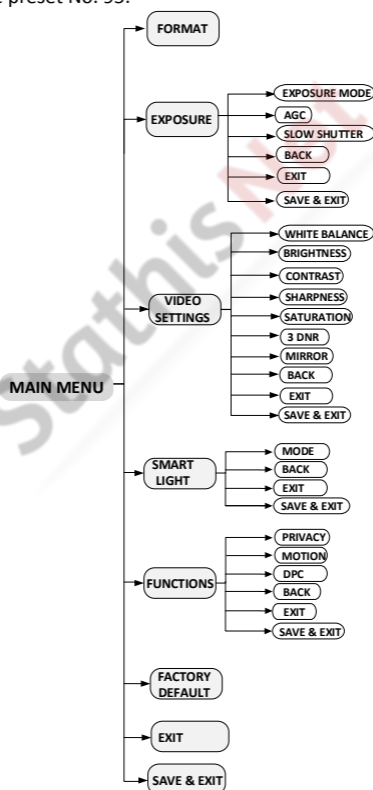 preset No. 95.
FORMAT
EXPOSURE
EXPOSURE MODE
AGC
SLOW SHUTTER
BACK
EXIT
SAVE & EXIT
VIDEO
SETTINGS
WHITE BALANCE
BRIGHTNESS
CONTRAST
SHARPNESS
SATURATION
3 DNR
MIRROR
BACK
EXIT
SAVE & EXIT
MAIN MENU
SMART
LIGHT
MODE
BACK
EXIT
SAVE & EXIT
FUNCTIONS
PRIVACY
MOTION
DPC
BACK
EXIT
SAVE & EXIT
FACTORY
DEFAULT
EXIT
SAVE & EXIT
StathisNet